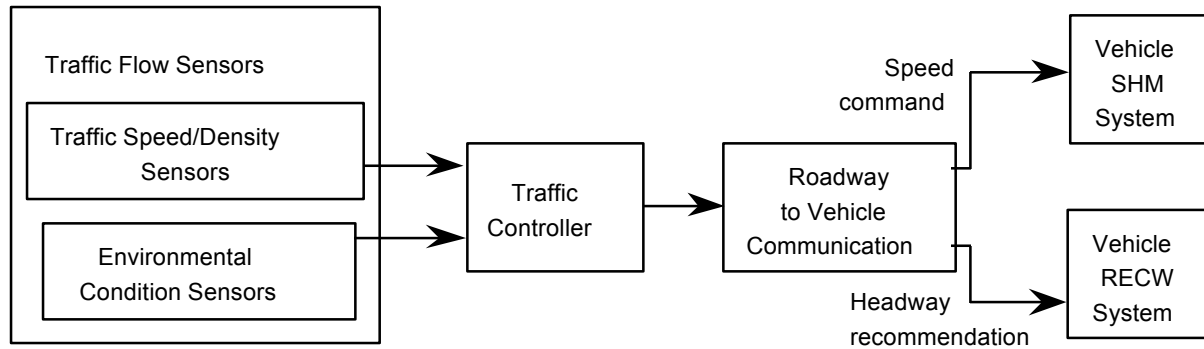 Traffic Flow Sensors
Traffic Speed/Density
Sensors
Environmental
Condition Sensors
Traffic
Controller
Roadway
to Vehicle
Communication
Speed
command
Headway
recommendation
Vehicle
SHM
System
Vehicle
RECW
System